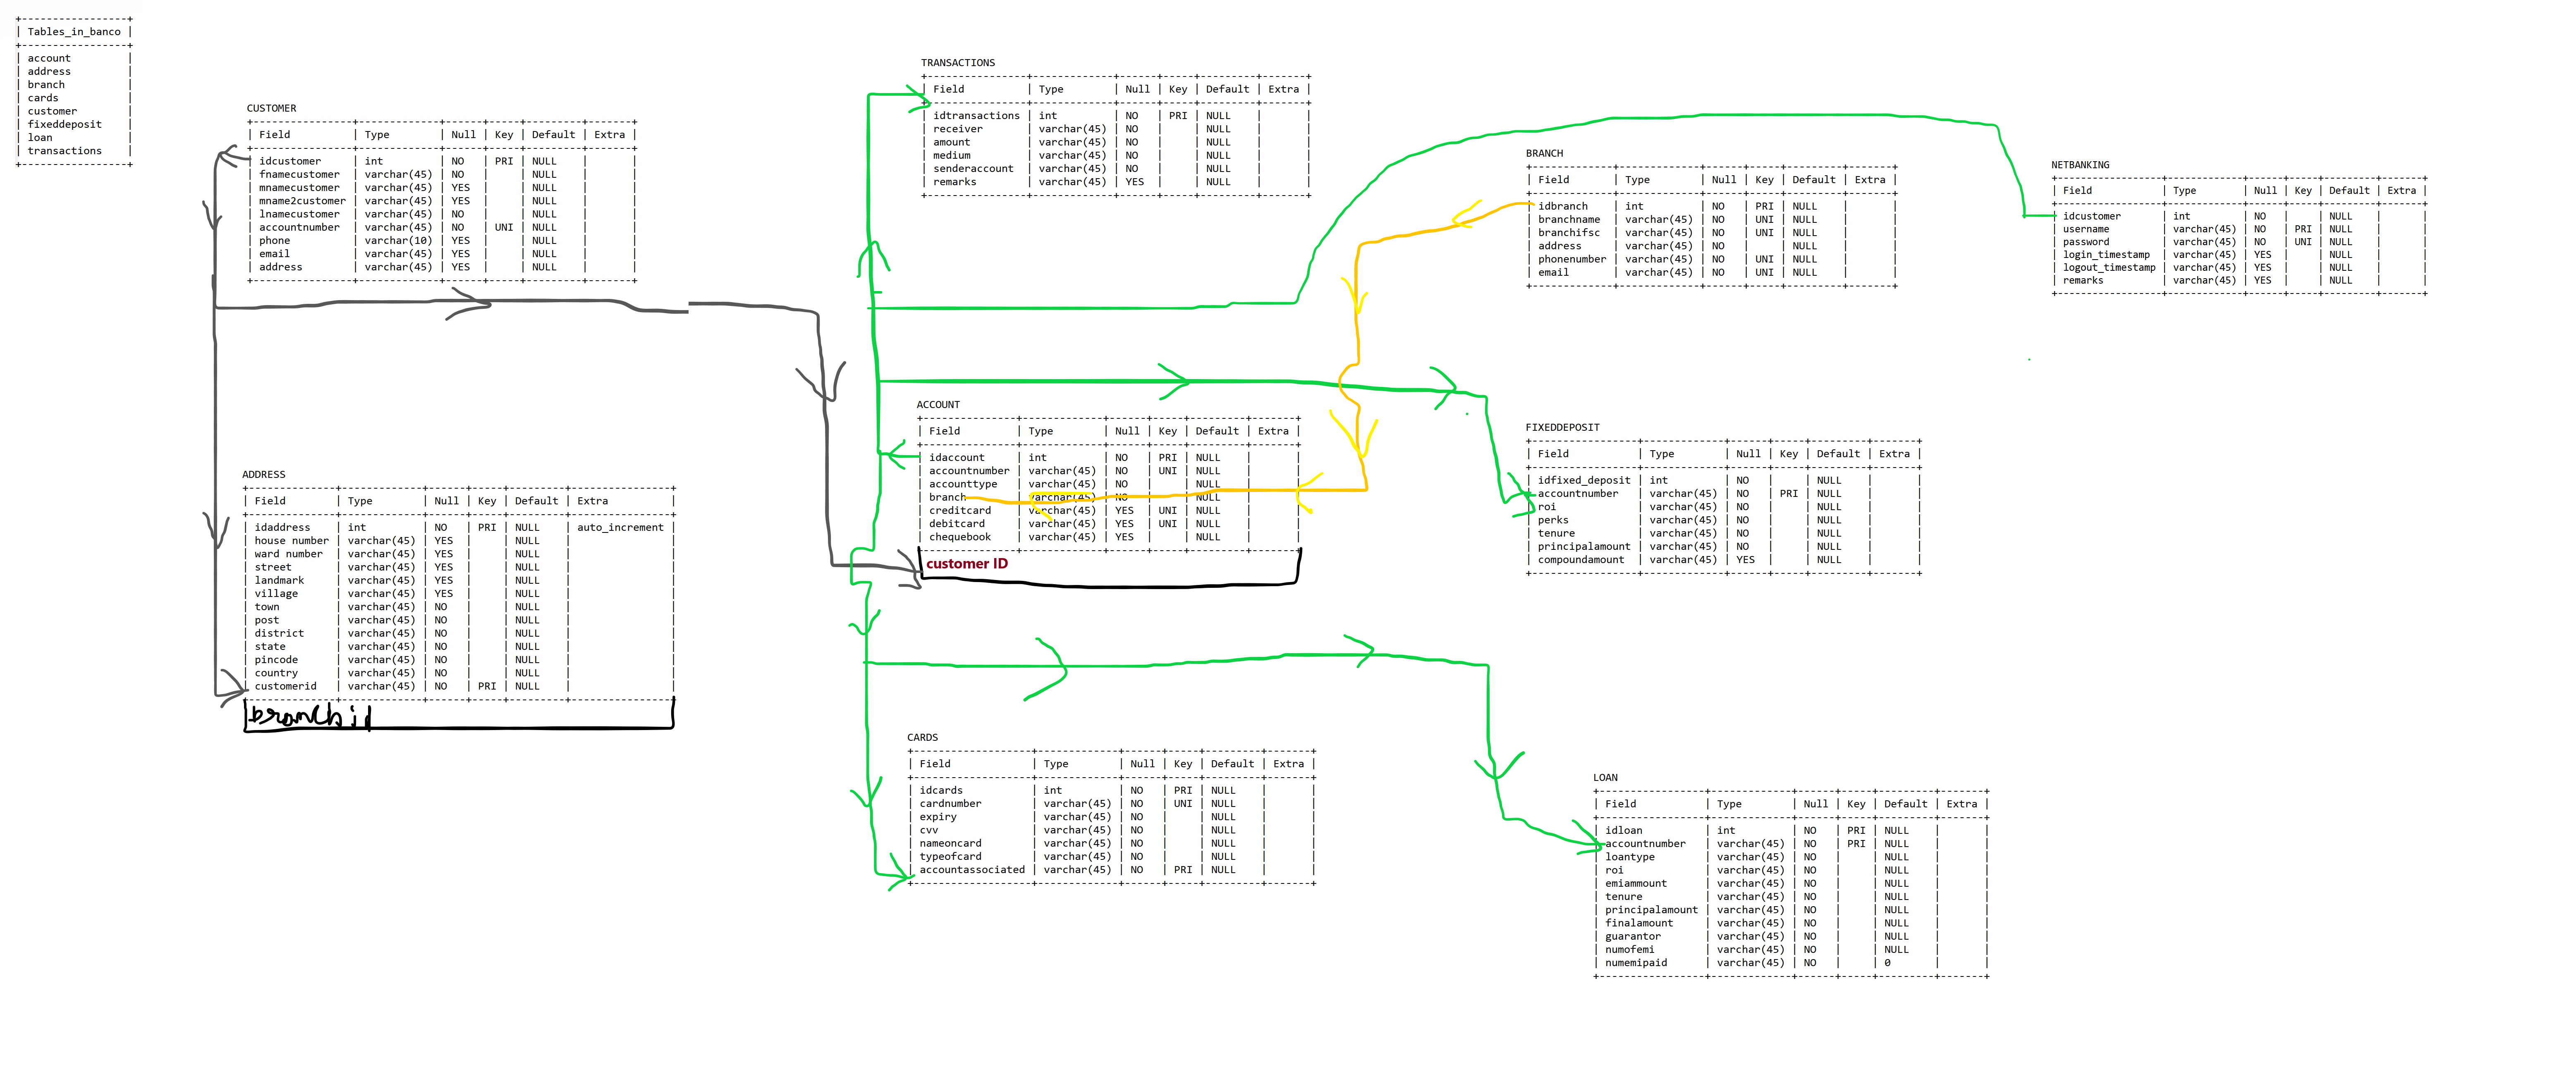 +-----------------+
| Tables_in_banco |
+-----------------+
| account |
| address |
| branch |
| cards |
| customer |
| fixeddeposit |
| loan |
| transactions |
+-----------------+
CUSTOMER
| Field | Type | Null | Key | Default | Extra |
| idcustomer | int | NO | PRI | NULL | |
| fnamecustomer | varchar(45) | NO | | NULL | |
| mnamecustomer | varchar(45) | YES | | NULL | |
| mname2customer | varchar(45) | YES | | NULL | |
| lnamecustomer | varchar(45) | NO | | NULL | |
| accountnumber | varchar(45) | NO | UNI | NULL | |
| phone | varchar(10) | YES | | NULL | |
| email | varchar(45) | YES | | NULL | |
| address | varchar(45) | YES | | NULL | |
TRANSACTIONS
| Field | Type | Null | Key | Default | Extra |
| idtransactions | int | NO | PRI | NULL | |
| receiver | varchar(45) | NO | | NULL | |
| amount | varchar(45) | NO | | NULL | |
| medium | varchar(45) | NO | | NULL | |
| senderaccount | varchar(45) | NO | | NULL | |
| remarks | varchar(45) | YES | | NULL | |
BRANCH
| Field | Type | Null | Key | Default | Extra |
| idbranch | int | NO | PRI | NULL | |
| branchname | varchar(45) | NO | UNI | NULL | |
| branchifsc | varchar(45) | NO | UNI | NULL | |
| address | varchar(45) | NO | | NULL | |
| phonenumber | varchar(45) | NO | UNI | NULL | |
| email | varchar(45) | NO | UNI | NULL | |
NETBANKING
| Field | Type | Null | Key | Default | Extra |
| idcustomer | int | NO | | NULL | |
| username | varchar(45) | NO | PRI | NULL | |
| password | varchar(45) | NO | UNI | NULL | |
| login_timestamp | varchar(45) | YES | | NULL | |
| logout_timestamp | varchar(45) | YES | | NULL | |
| remarks | varchar(45) | YES | | NULL | |
ADDRESS
| Field | Type | Null | Key | Default | Extra |
| idaddress | int | NO | PRI | NULL | auto_increment |
| house number | varchar(45) | YES | | NULL | |
| ward number | varchar(45) | YES | | NULL | |
| street | varchar(45) | YES | | NULL | |
| landmark | varchar(45) | YES | | NULL | |
| village | varchar(45) | YES | | NULL | |
| town | varchar(45) | NO | | NULL | |
| post | varchar(45) | NO | | NULL | |
| district | varchar(45) | NO | | NULL | |
| state | varchar(45) | NO | | NULL | |
| pincode | varchar(45) | NO | | NULL | |
| country | varchar(45) | NO | | NULL | |
| customerid | varchar(45) | NO | PRI | NULL | |
branchid
ACCOUNT
| Field | Type | Null | Key | Default | Extra |
| idaccount | int | NO | PRI | NULL | |
| accountnumber | varchar(45) | NO | UNI | NULL | |
| accounttype | varchar(45) | NO | | NULL | |
| branch | varchar(45) | NO | | NULL | |
| creditcard | varchar(45) | YES | UNI | NULL | |
| debitcard | varchar(45) | YES | UNI | NULL | |
| chequebook | varchar(45) | YES | | NULL | |
customer ID
FIXEDDEPOSIT
| Field | Type | Null | Key | Default | Extra |
| idfixed_deposit | int | NO | | NULL | |
| accountnumber | varchar(45) | NO | PRI | NULL | |
| roi | varchar(45) | NO | | NULL | |
| perks | varchar(45) | NO | | NULL | |
| tenure | varchar(45) | NO | | NULL | |
| principalamount | varchar(45) | NO | | NULL | |
| compoundamount | varchar(45) | YES | | NULL | |
CARDS
| Field | Type | Null | Key | Default | Extra |
| idcards | int | NO | PRI | NULL | |
| cardnumber | varchar(45) | NO | UNI | NULL | |
| expiry | varchar(45) | NO | | NULL | |
| cvv | varchar(45) | NO | | NULL | |
| nameoncard | varchar(45) | NO | | NULL | |
| typeofcard | varchar(45) | NO | | NULL | |
| accountassociated | varchar(45) | NO | PRI | NULL | |
LOAN
| Field | Type | Null | Key | Default | Extra |
| idloan | int | NO | PRI | NULL | |
| accountnumber | varchar(45) | NO | PRI | NULL | |
| loantype | varchar(45) | NO | | NULL | |
| roi | varchar(45) | NO | | NULL | |
| emiammount | varchar(45) | NO | | NULL | |
| tenure | varchar(45) | NO | | NULL | |
| principalamount | varchar(45) | NO | | NULL | |
| finalamount | varchar(45) | NO | | NULL | |
| guarantor | varchar(45) | NO | | NULL | |
| numofemi | varchar(45) | NO | | NULL | |
| numemipaid | varchar(45) | NO | | 0 | |